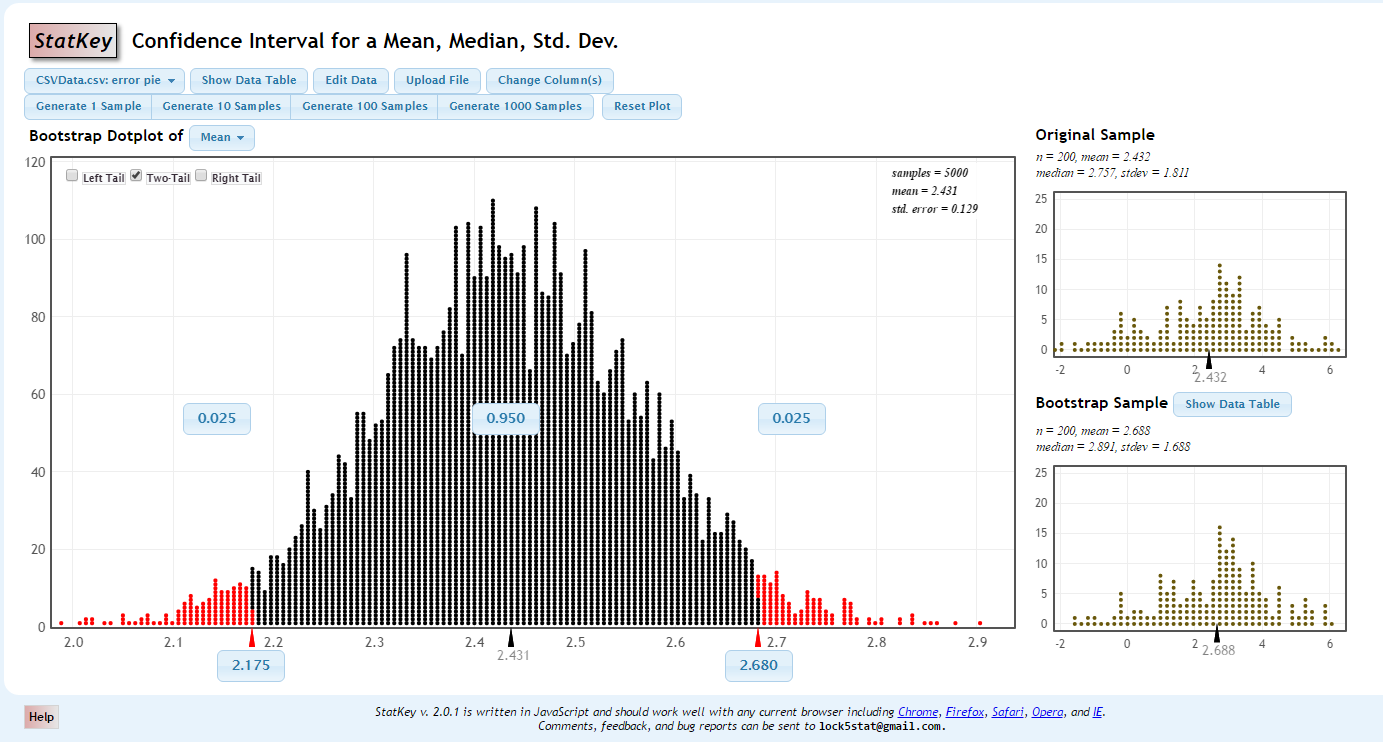 StatKey Confidence Interval for a Mean, Median, Std. Dev.
CSVData.csv: error pie Show Data Table Edit Data Upload File Change Column(s)
Generate 1 Sample Generate 10 Samples Generate 100 Samples Generate 1000 Samples Reset Plot
Bootstrap Dotplot of Mean
Left Tail Two-Tail Right Tail
samples = 5000
mean = 2.431
std. error = 0.129
120
100
80
60
40
20
0
0.025 0.950 0.025
2.0 2.1 2.2 2.3 2.4 2.5 2.6 2.7 2.8 2.9
2.431
2.175 2.680
Original Sample
n = 200, mean = 2.432
median = 2.757, stdev = 1.811
25
20
15
10
5
0
-2 0 2 4 6
2.432
Bootstrap Sample Show Data Table
n = 200, mean = 2.688
median = 2.891, stdev = 1.688
25
20
15
10
5
0
-2 0 2 4 6
2.688
Help
StatKey v. 2.0.1 is written in JavaScript and should work well with any current browser including Chrome, Firefox, Safari, Opera, and IE.
Comments, feedback, and bug reports can be sent to lock5stat@gmail.com.